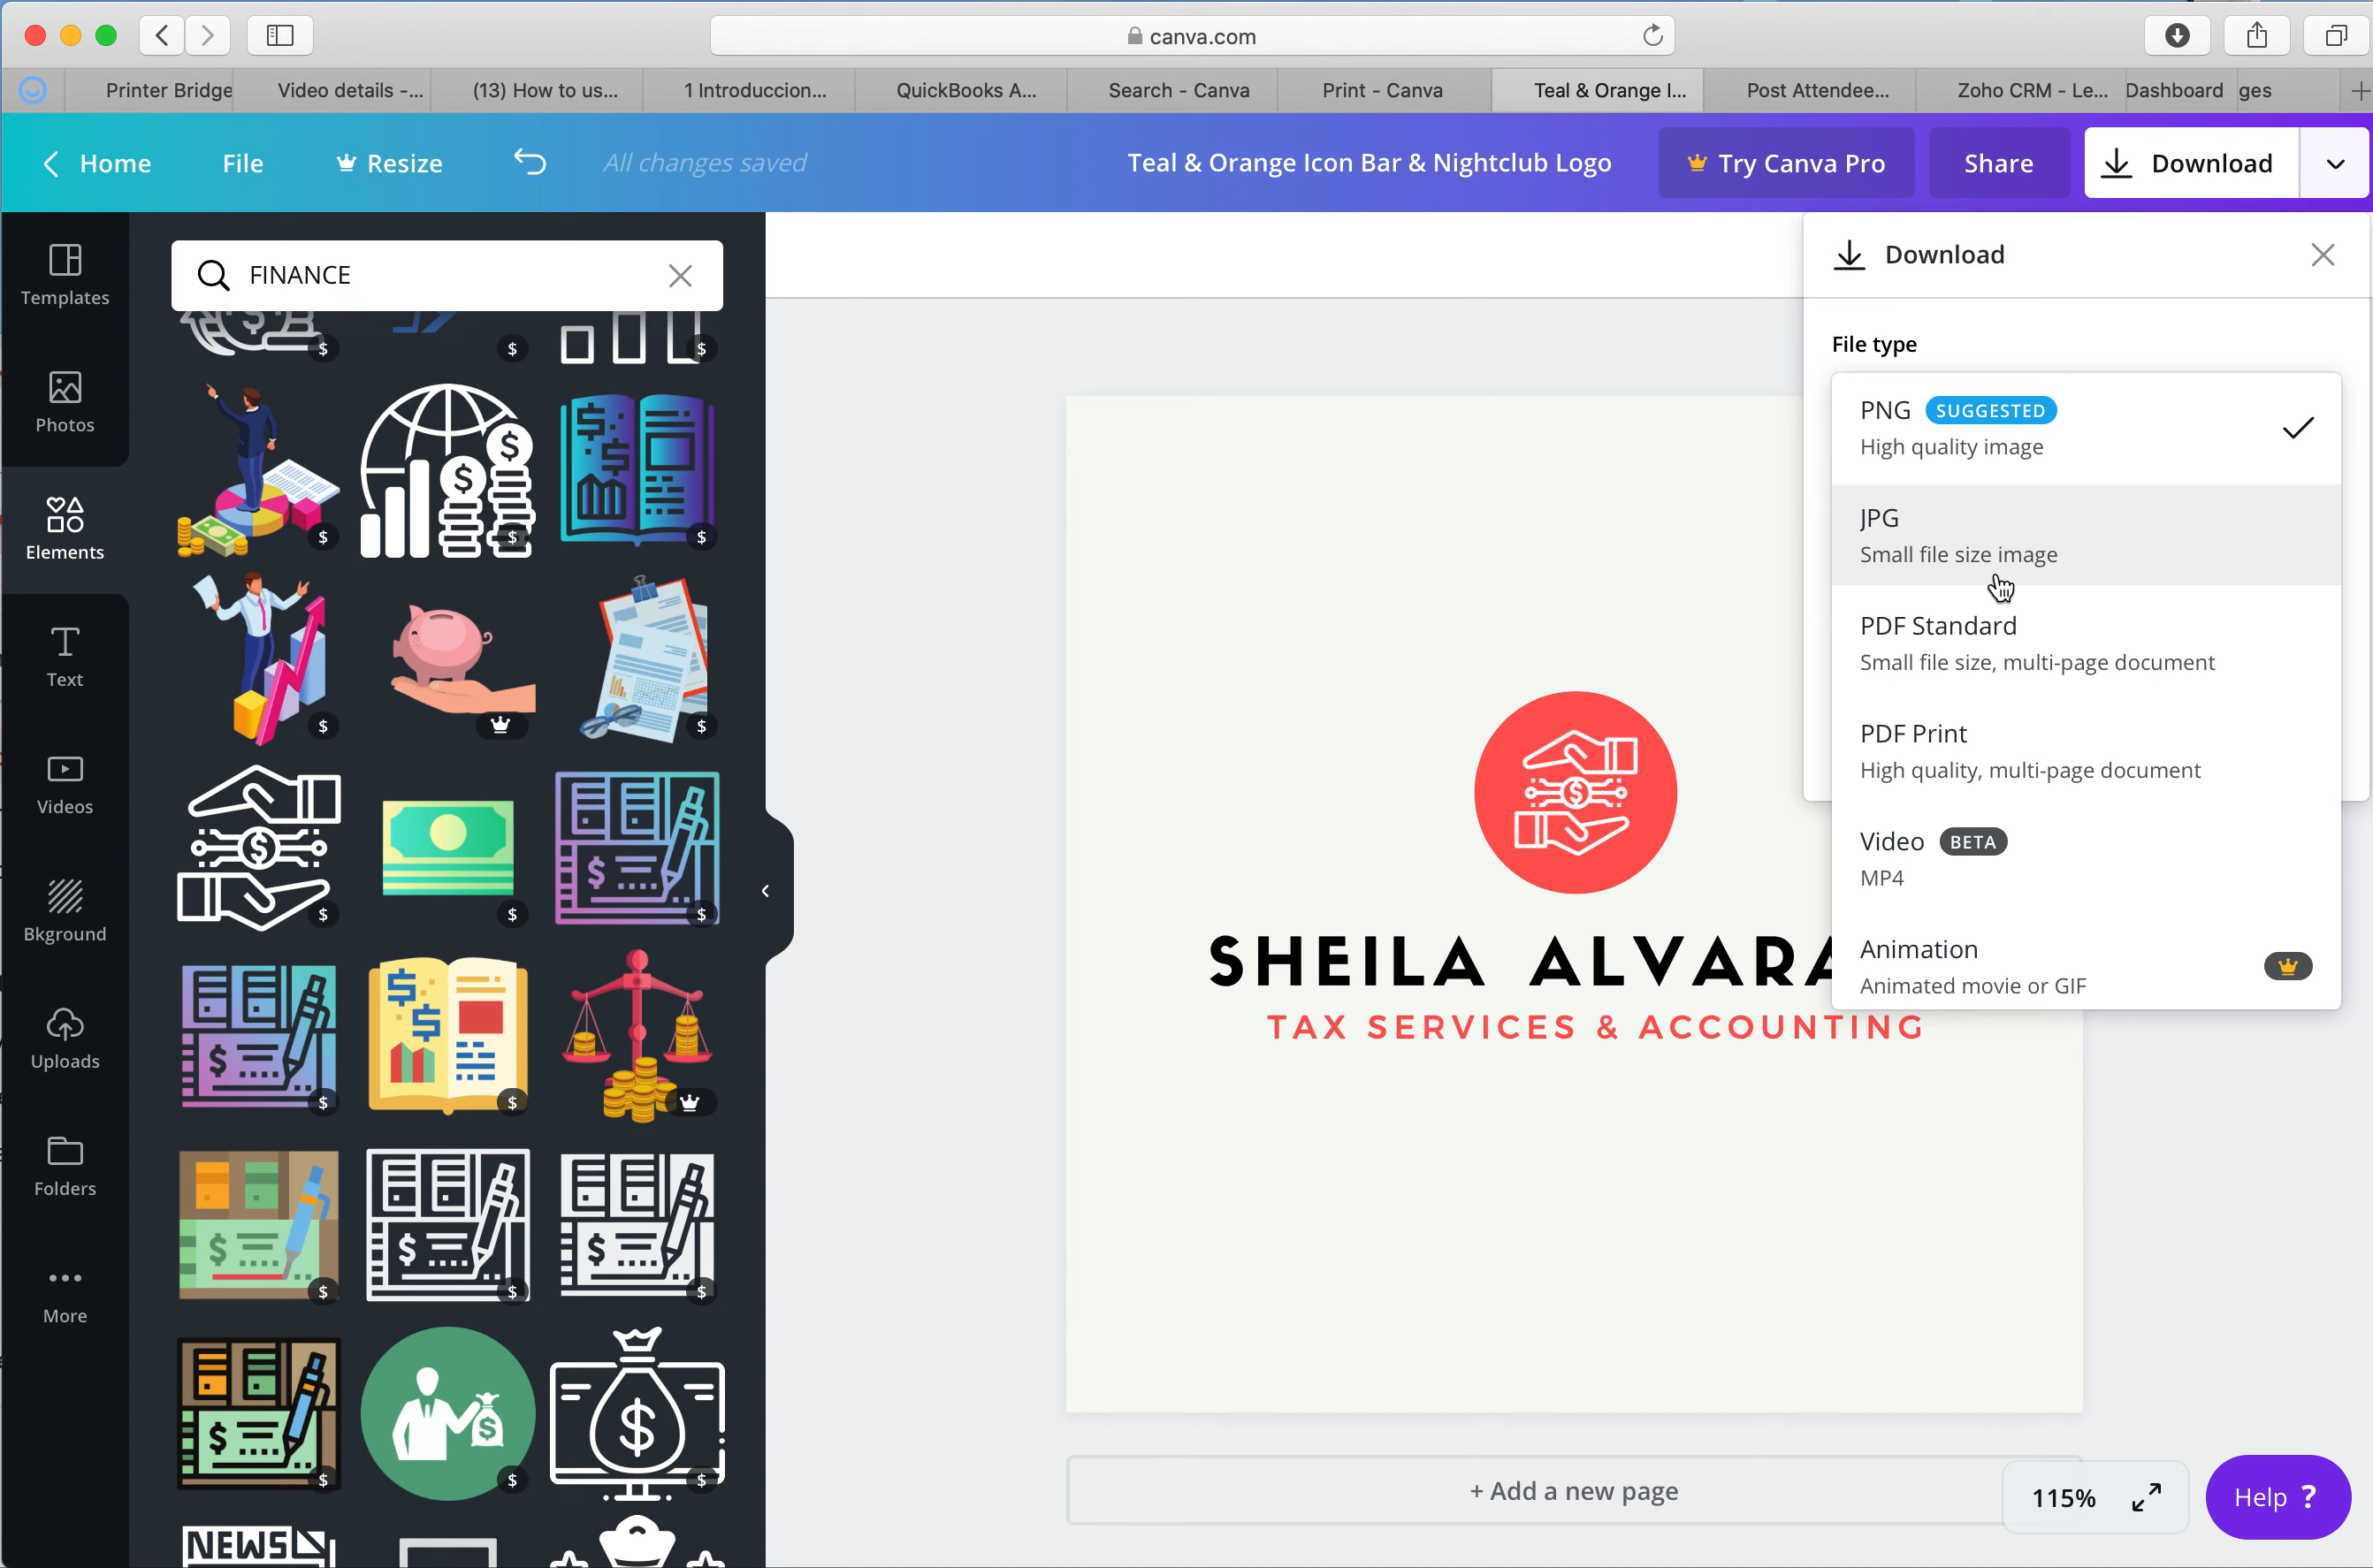 canva.com
Printer Bridge
Video details -...
(13) How to us...
1 Introduccion...
QuickBooks A...
Search - Canva
Print - Canva
Teal & Orange I...
Post Attendee...
Zoho CRM - Le...
Dashboard
ges
Home
File
Resize
All changes saved
Teal & Orange Icon Bar & Nightclub Logo
Try Canva Pro
Share
Download
Templates
Photos
Elements
Text
Videos
Bkground
Uploads
Folders
More
FINANCE
NEWS
SHEILA ALVARA
TAX SERVICES & ACCOUNTING
+ Add a new page
Download
File type
PNG SUGGESTED
High quality image
JPG
Small file size image
PDF Standard
Small file size, multi-page document
PDF Print
High quality, multi-page document
Video BETA
MP4
Animation
Animated movie or GIF
115%
Help ?